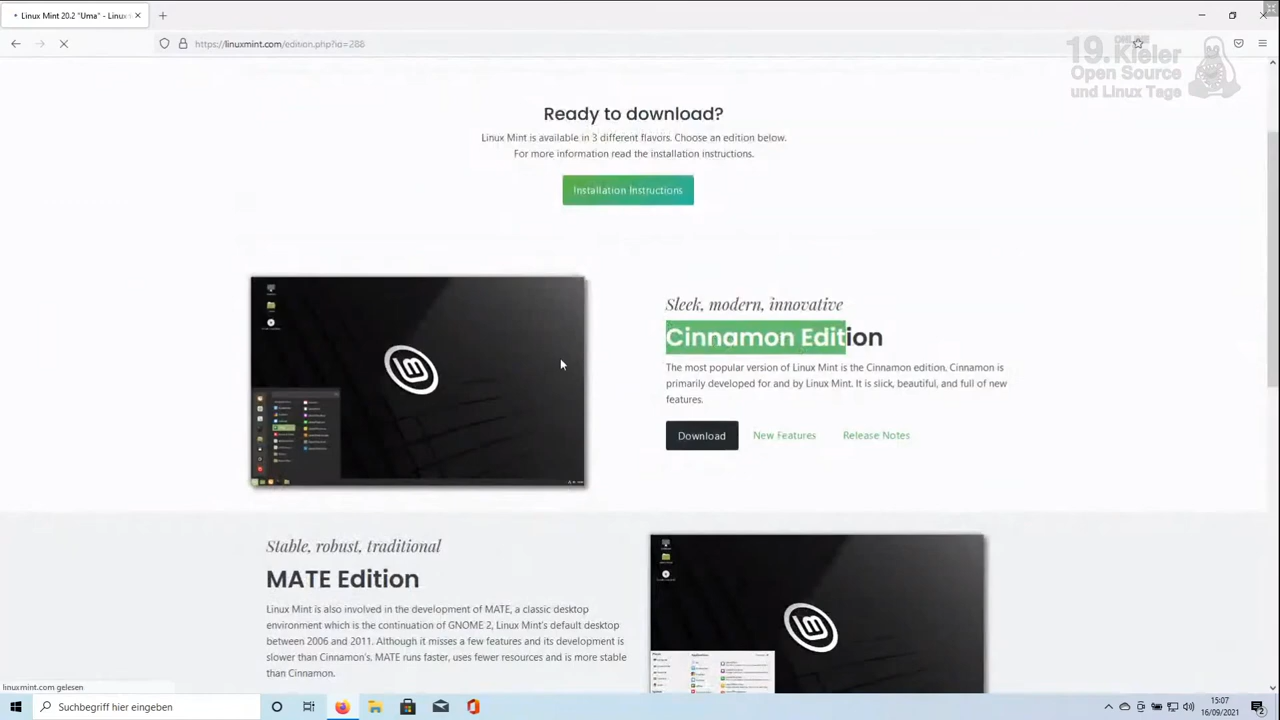 Linux Mint 20.2 "Uma" - Linux
https://linuxmint.com/edition.php?id=288
ONLINE
19. Kieler
Open Source
und Linux Tage
Ready to download?
Linux Mint is available in 3 different flavors. Choose an edition below.
For more information read the installation instructions.
Installation Instructions
Sleek, modern, innovative
Cinnamon Edition
The most popular version of Linux Mint is the Cinnamon edition. Cinnamon is
primarily developed for and by Linux Mint. It is slick, beautiful, and full of new
features.
Download
New Features
Release Notes
Stable, robust, traditional
MATE Edition
Linux Mint is also involved in the development of MATE, a classic desktop
environment which is the continuation of GNOME 2, Linux Mint's default desktop
between 2006 and 2011. Although it misses a few features and its development is
slower than Cinnamon's, MATE runs faster, uses fewer resources and is more stable
than Cinnamon.
linuxmint.com gelesen
Suchbegriff hier eingeben
15:07
16/09/2021
2